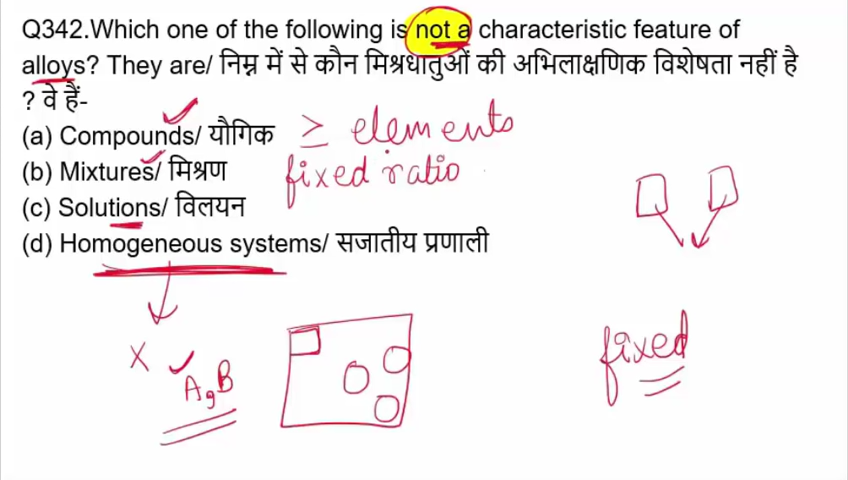 Q342.Which one of the following is not a characteristic feature of
alloys? They are/ निम्न में से कौन मिश्रधातुओं की अभिलाक्षणिक विशेषता नहीं है
? वे हैं-
(a) Compounds/ यौगिक ≥ elements
(b) Mixtures/ मिश्रण fixed ratio
(c) Solutions/ विलयन
(d) Homogeneous systems/ सजातीय प्रणाली
X AgB
fixed